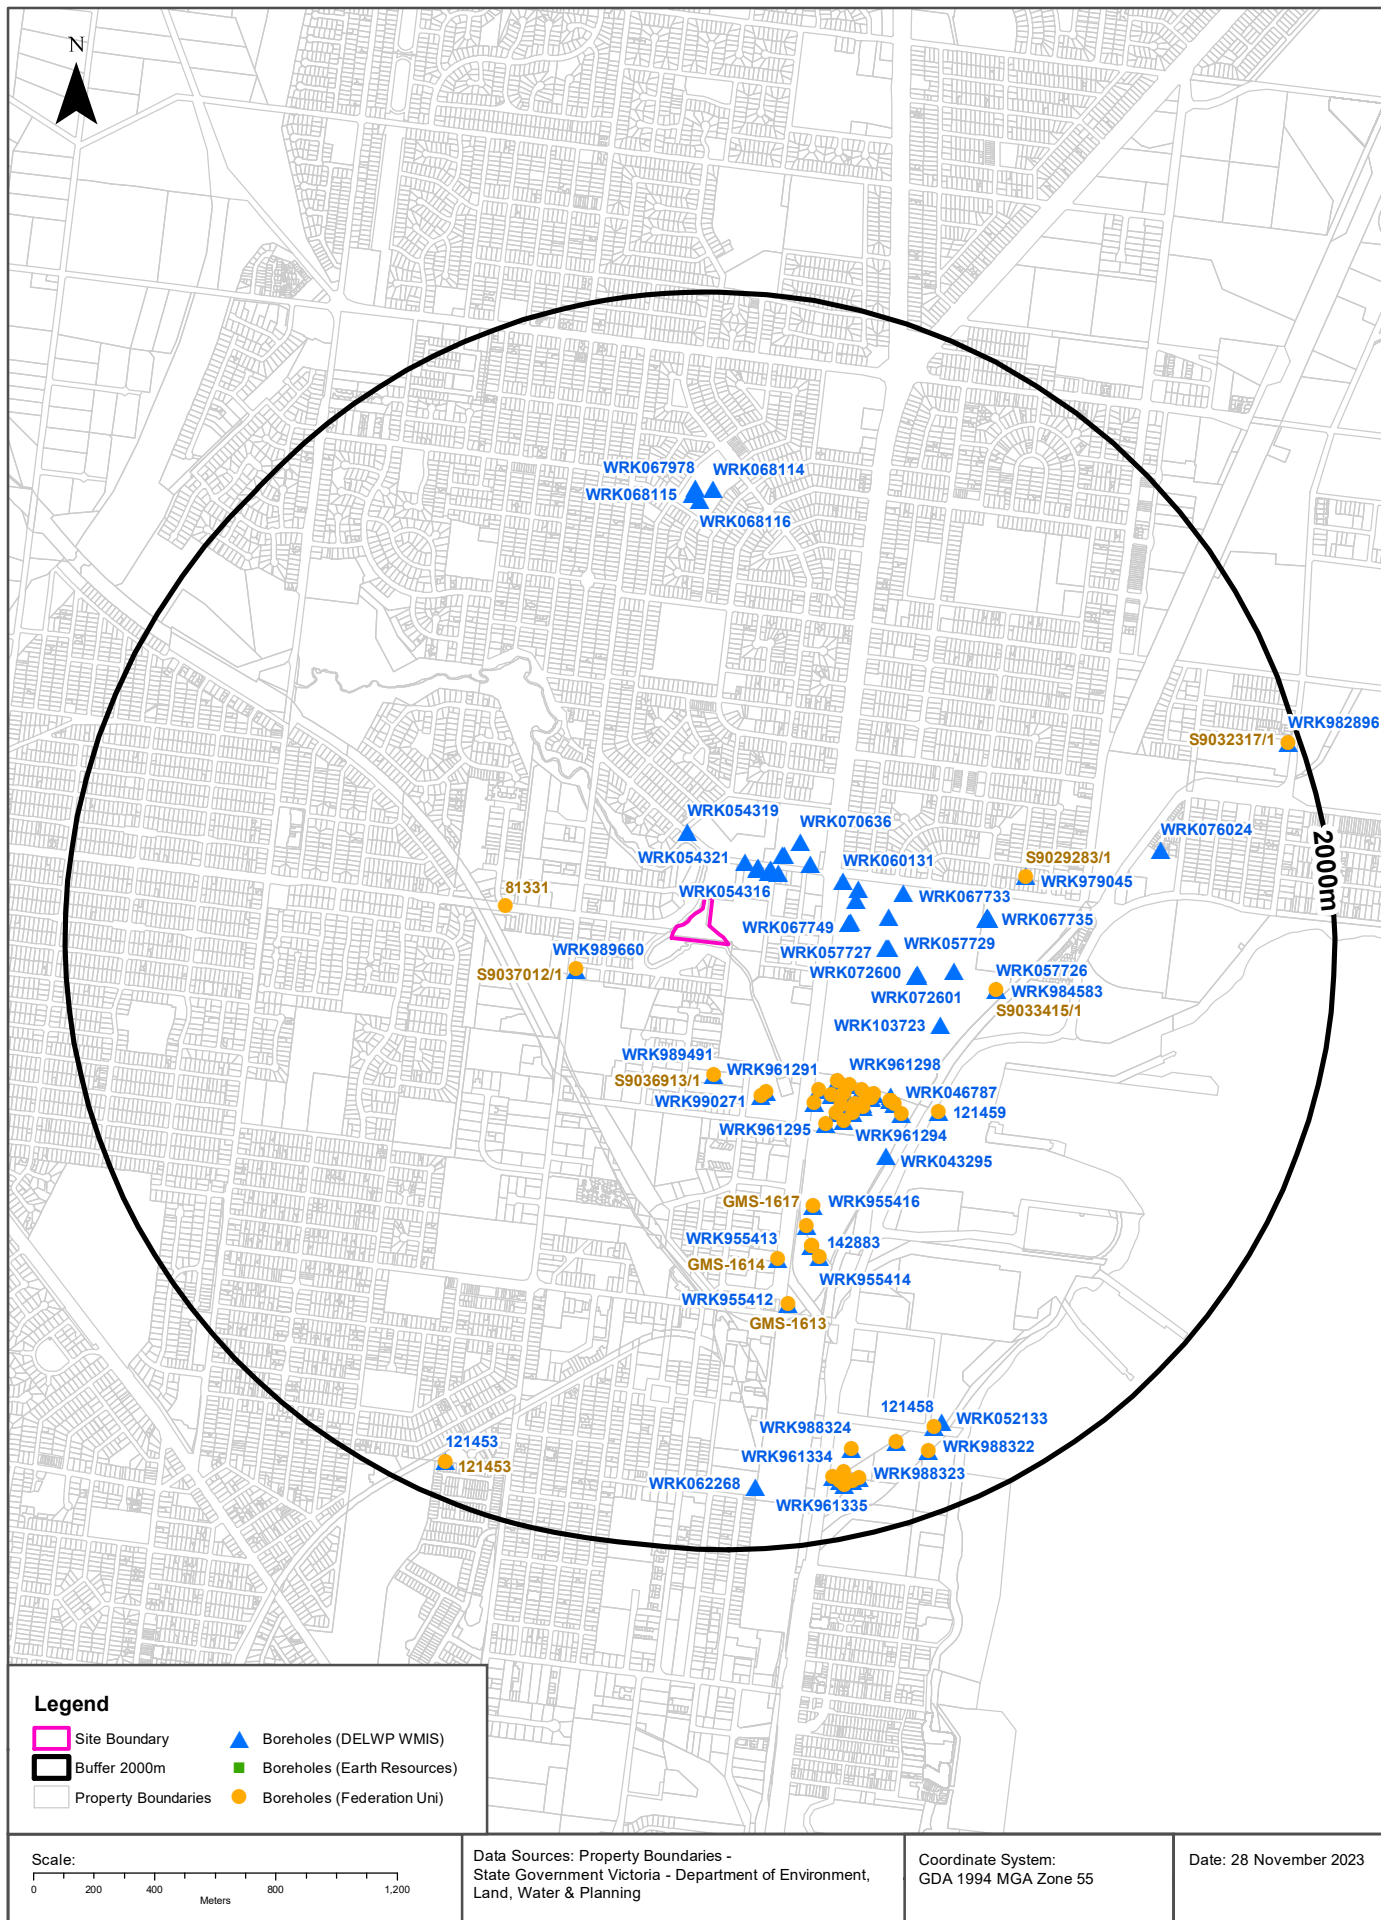 N
WRK067978
WRK068114
WRK068115
WRK068116
WRK982896
S9032317/1
2000m
WRK054319
WRK070636
WRK076024
WRK054321
WRK060131
S9029283/1
WRK979045
81331
WRK054316
WRK067733
WRK067749
WRK067735
WRK989660
WRK057727
WRK057729
S9037012/1
WRK072600
WRK057726
WRK072601
WRK984583
S9033415/1
WRK103723
WRK989491
WRK961291
WRK961298
S9036913/1
WRK990271
WRK046787
121459
WRK961295
WRK961294
WRK043295
GMS-1617
WRK955416
WRK955413
142883
GMS-1614
WRK955414
WRK955412
GMS-1613
121458
WRK052133
WRK988324
121453
WRK961334
WRK988322
121453
WRK988323
WRK062268
WRK961335
Legend
Site Boundary
Buffer 2000m
Property Boundaries
Boreholes (DELWP WMIS)
Boreholes (Earth Resources)
Boreholes (Federation Uni)
Scale:
0 200 400 800 1,200
Meters
Data Sources: Property Boundaries -
State Government Victoria - Department of Environment,
Land, Water & Planning
Coordinate System:
GDA 1994 MGA Zone 55
Date: 28 November 2023